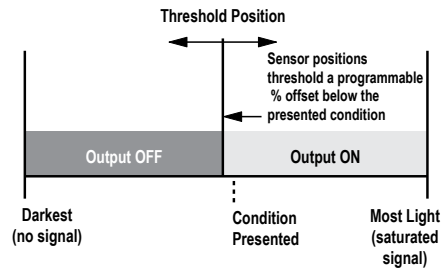 Threshold Position
Sensor positions
threshold a programmable
% offset below the
presented condition
Output OFF
Output ON
Darkest
(no signal)
Condition
Presented
Most Light
(saturated
signal)